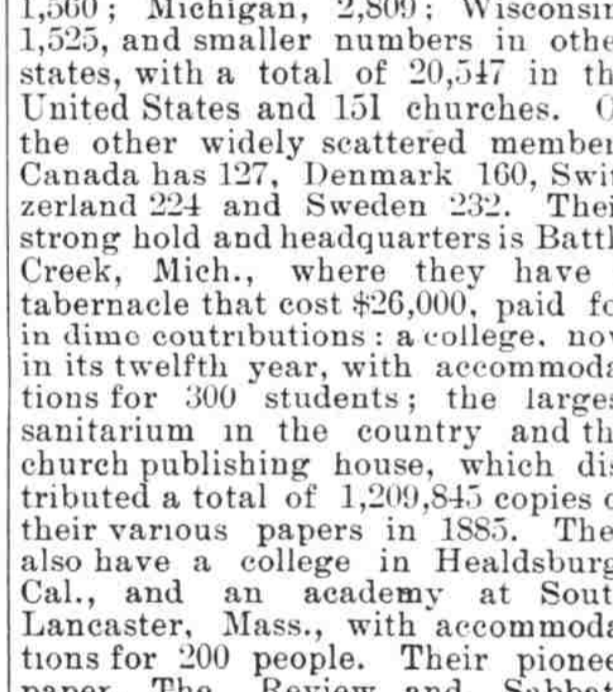 1,560; Michigan, 2,809; Wisconsin
1,525, and smaller numbers in othe
states, with a total of 20,547 in th
United States and 151 churches. O
the other widely scattered member
Canada has 127, Denmark 160, Swit
zerland 224 and Sweden 232. Thei
strong hold and headquarters is Battl
Creek, Mich., where they have
tabernacle that cost $26,000, paid fo
in dime coutributions: a college, nov
in its twelfth year, with accommoda
tions for 300 students; the larges
sanitarium in the country and th
church publishing house, which dis
tributed a total of 1,209,845 copies o
their various papers in 1885. The
also have a college in Healdsburg
Cal., and an academy at Sout
Lancaster, Mass., with accommoda
tions for 200 people. Their pionee
paper, The Review and Sabba